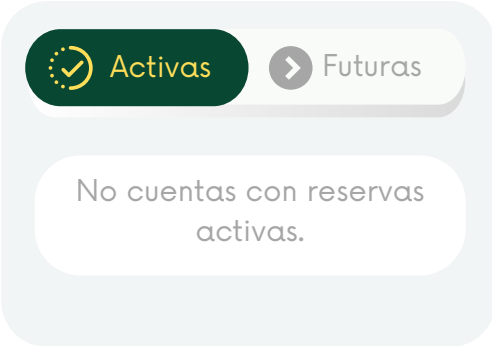 Activas
Futuras
No cuentas con reservas
activas.